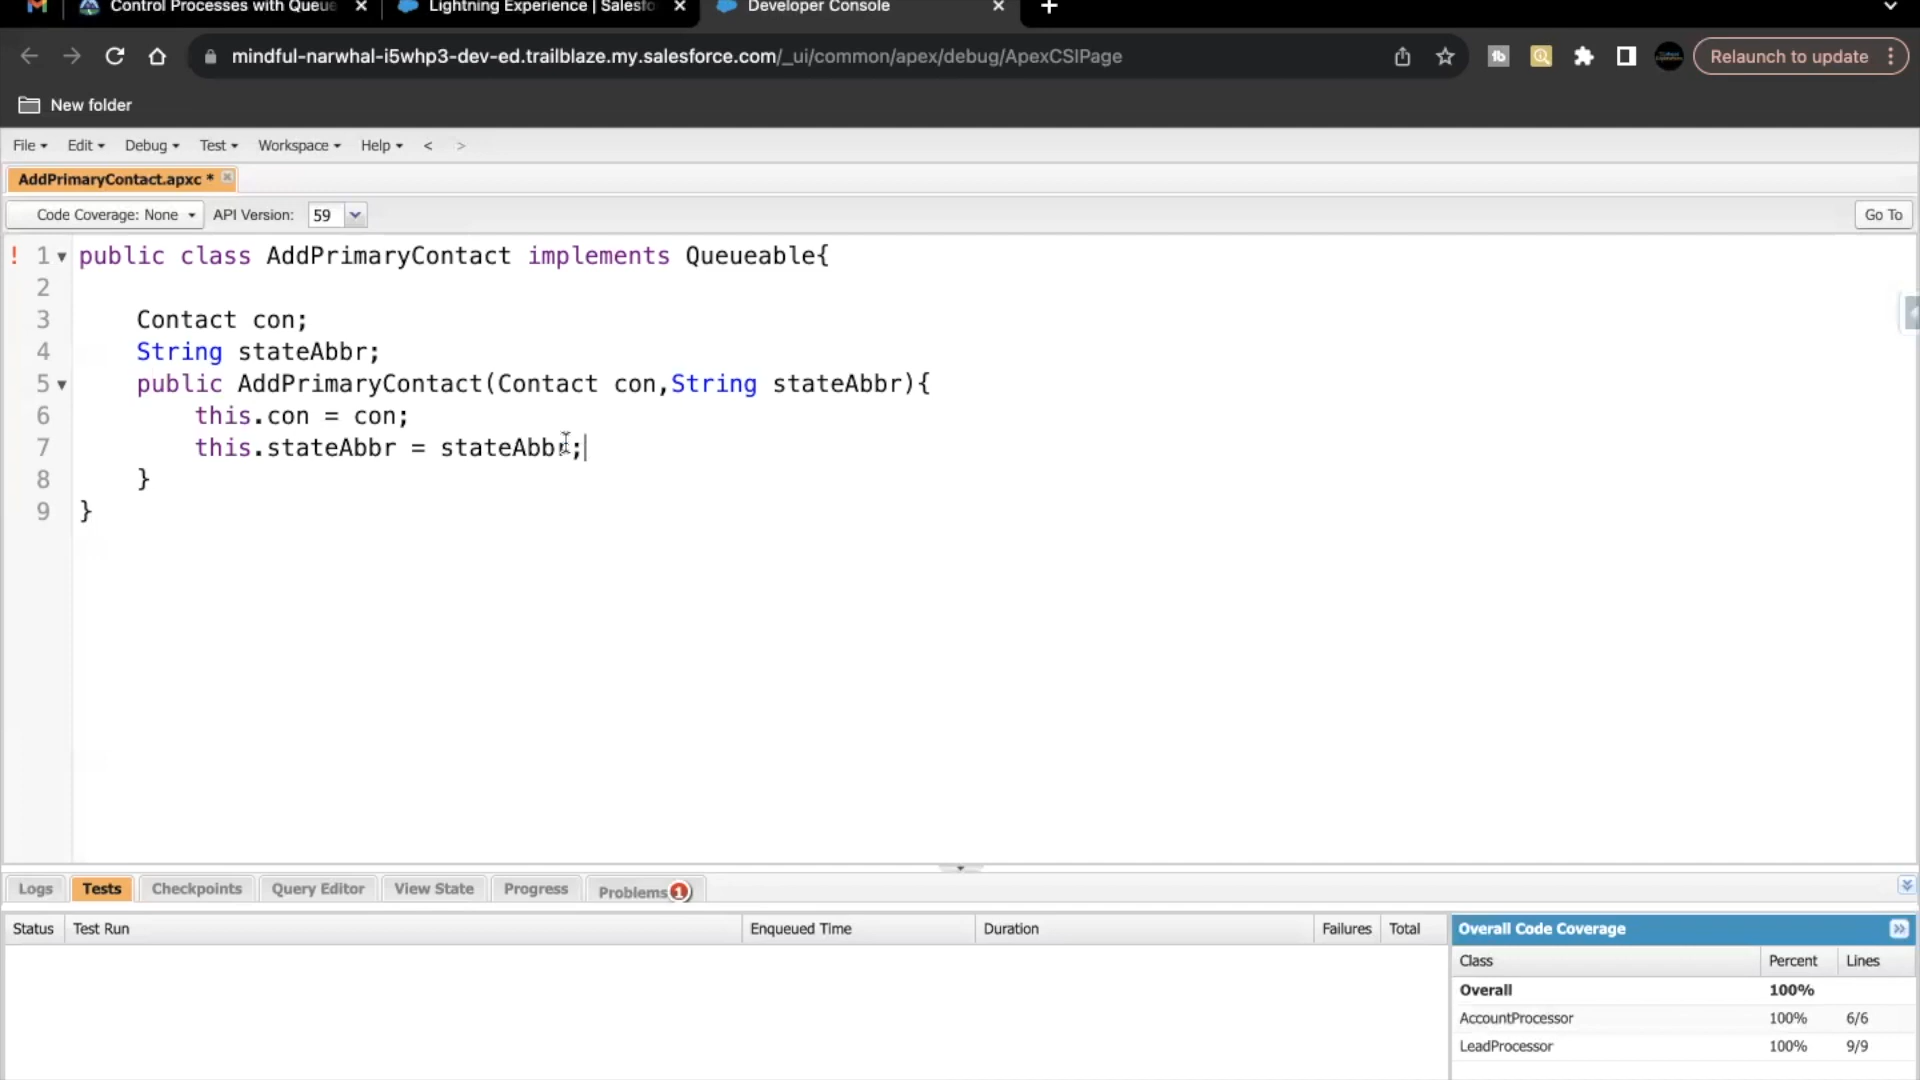 Control Processes with Queue
Lightning Experience | Salesfo
Developer Console
mindful-narwhal-i5whp3-dev-ed.trailblaze.my.salesforce.com/_ui/common/apex/debug/ApexCSIPage
Relaunch to update
New folder
File Edit Debug Test Workspace Help < >
AddPrimaryContact.apxc *
Code Coverage: None API Version: 59 Go To
! 1 public class AddPrimaryContact implements Queueable{
2
3 Contact con;
4 String stateAbbr;
5 public AddPrimaryContact(Contact con,String stateAbbr){
6 this.con = con;
7 this.stateAbbr = stateAbbr;
8 }
9 }
Logs Tests Checkpoints Query Editor View State Progress Problems 1
Status Test Run Enqueued Time Duration Failures Total
Overall Code Coverage
Class Percent Lines
Overall 100%
AccountProcessor 100% 6/6
LeadProcessor 100% 9/9